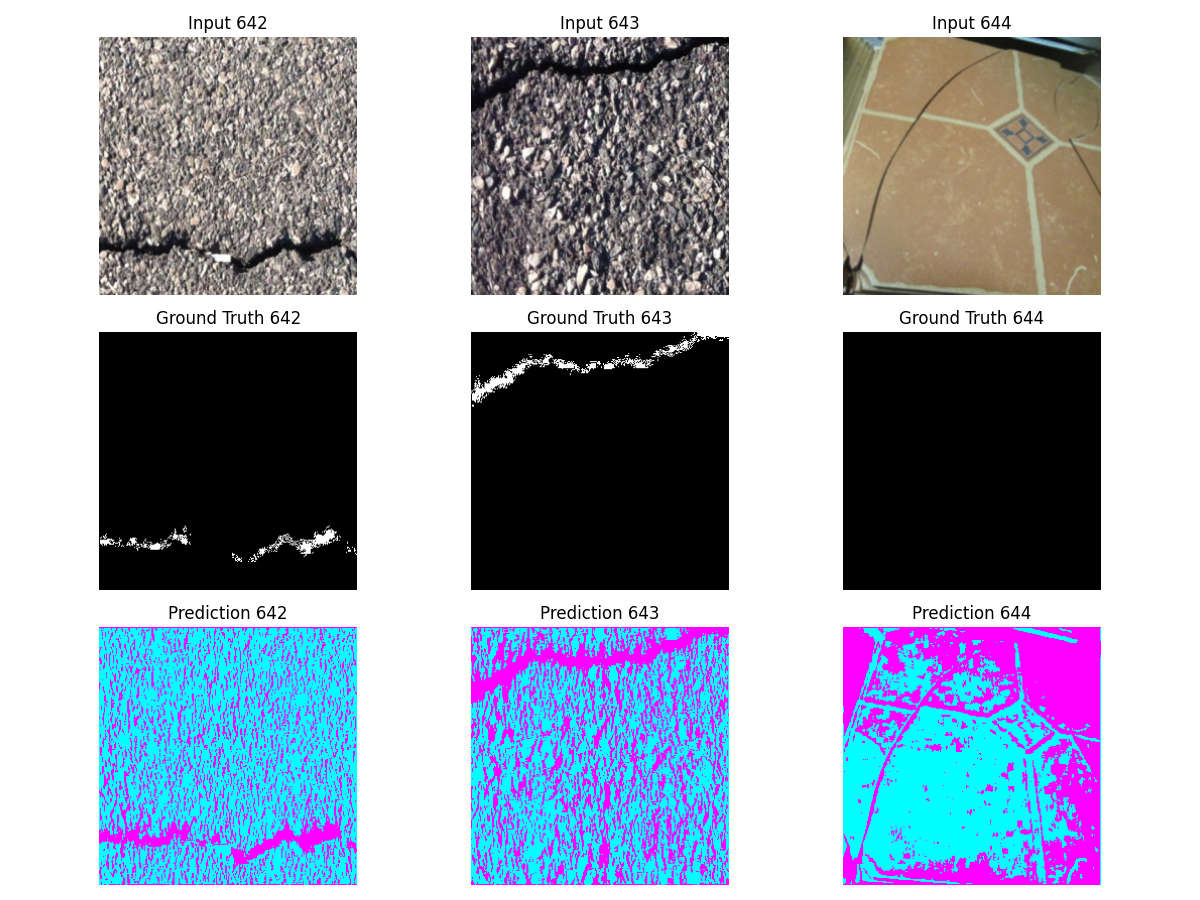 Input 642
Input 643
Input 644
Ground Truth 642
Ground Truth 643
Ground Truth 644
Prediction 642
Prediction 643
Prediction 644